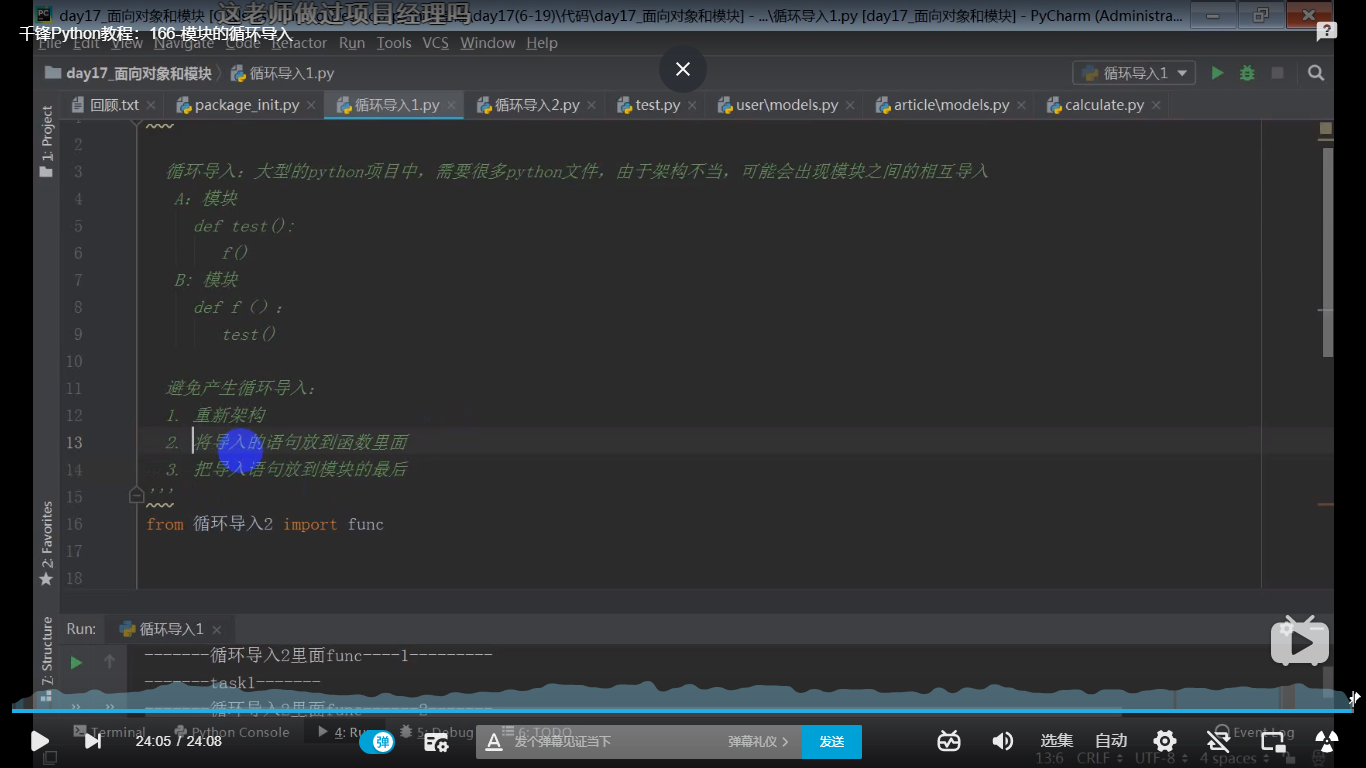 这老师做过项目经理吗
day17_面向对象和模块
day17(6-19)\代码\day17_面向对象和模块] - ...\循环导入1.py [day17_面向对象和模块] - PyCharm (Administra...
千锋Python教程：166-模块的循环导入
File Edit View Navigate Code Refactor Run Tools VCS Window Help
day17_面向对象和模块 循环导入1.py 循环导入1
回顾.txt package_init.py 循环导入1.py 循环导入2.py test.py user\models.py article\models.py calculate.py
1: Project
2
3 循环导入：大型的python项目中，需要很多python文件，由于架构不当，可能会出现模块之间的相互导入
4 A：模块
5 def test():
6 f()
7 B: 模块
8 def f（）：
9 test()
10
11 避免产生循环导入：
12 1. 重新架构
13 2. 将导入的语句放到函数里面
14 3. 把导入语句放到模块的最后
15 '''
16 from 循环导入2 import func
17
18
2: Favorites
7: Structure
Run: 循环导入1
-------循环导入2里面func----1---------
-------task1-------
-------循环导入2里面func------2-------
Terminal Python Console 4: Ru 5: Debug 6: TODO Event Log
24:05 / 24:08 弹 发个弹幕见证当下 弹幕礼仪 发送 选集 自动
13:6 CRLF UTF-8 4 spaces